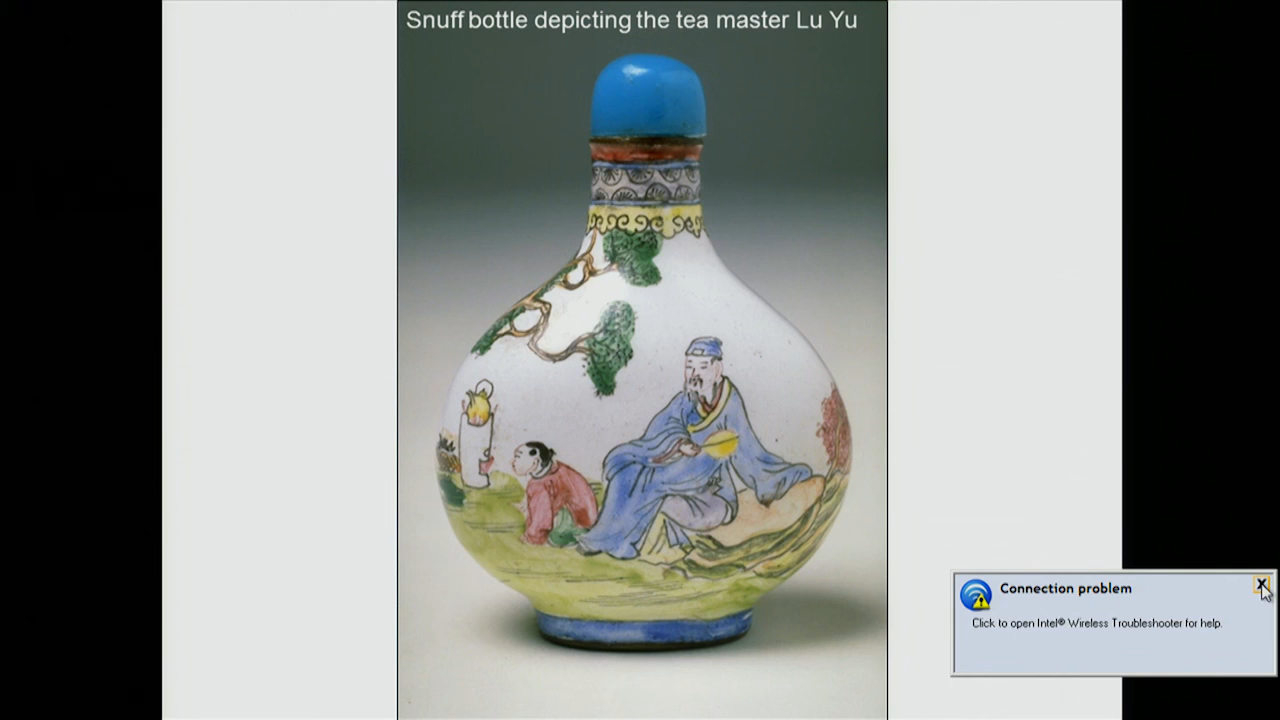 Snuff bottle depicting the tea master Lu Yu
Connection problem
X
Click to open Intel® Wireless Troubleshooter for help.